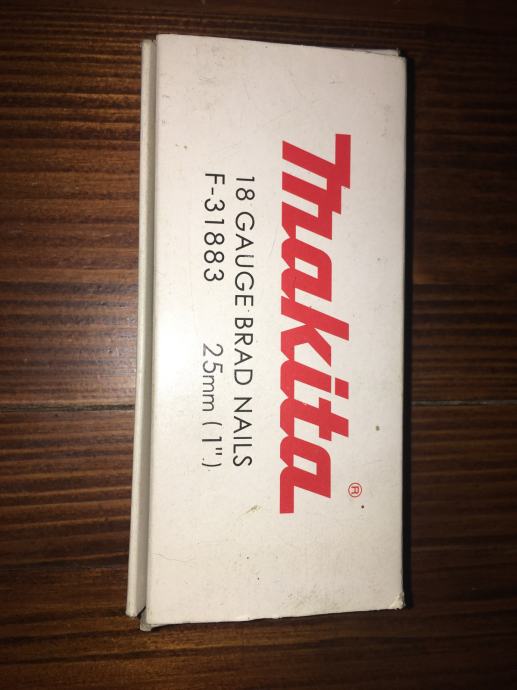 makita®
18 GAUGE BRAD NAILS
F-31883 25mm (1")